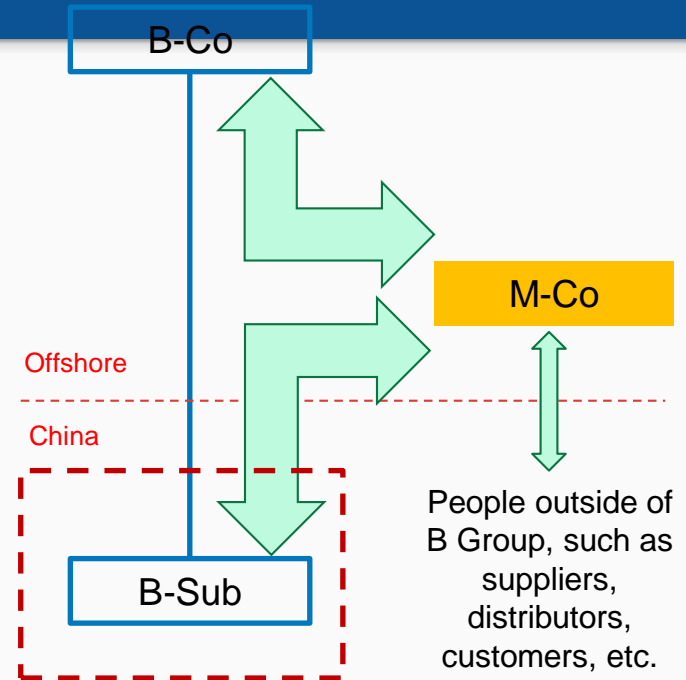 B-Co
M-Co
Offshore
China
B-Sub
People outside of
B Group, such as
suppliers,
distributors,
customers, etc.